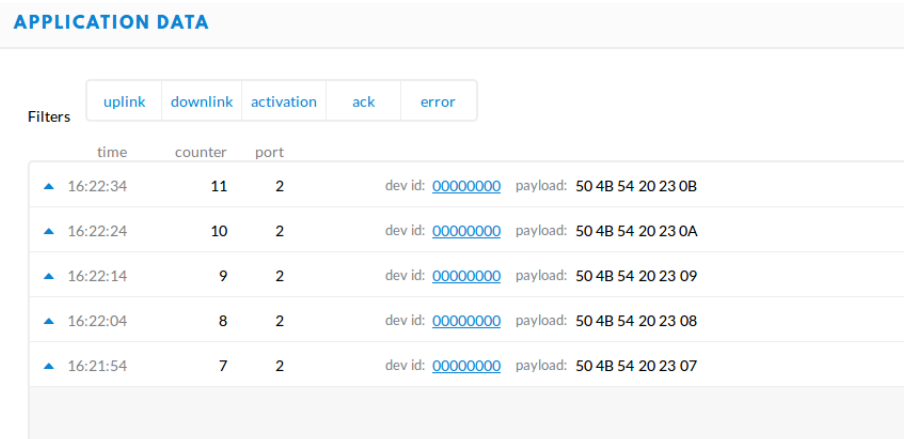 APPLICATION DATA
Filters uplink downlink activation ack error
time counter port
16:22:34 11 2 dev id: 00000000 payload: 50 4B 54 20 23 0B
16:22:24 10 2 dev id: 00000000 payload: 50 4B 54 20 23 0A
16:22:14 9 2 dev id: 00000000 payload: 50 4B 54 20 23 09
16:22:04 8 2 dev id: 00000000 payload: 50 4B 54 20 23 08
16:21:54 7 2 dev id: 00000000 payload: 50 4B 54 20 23 07